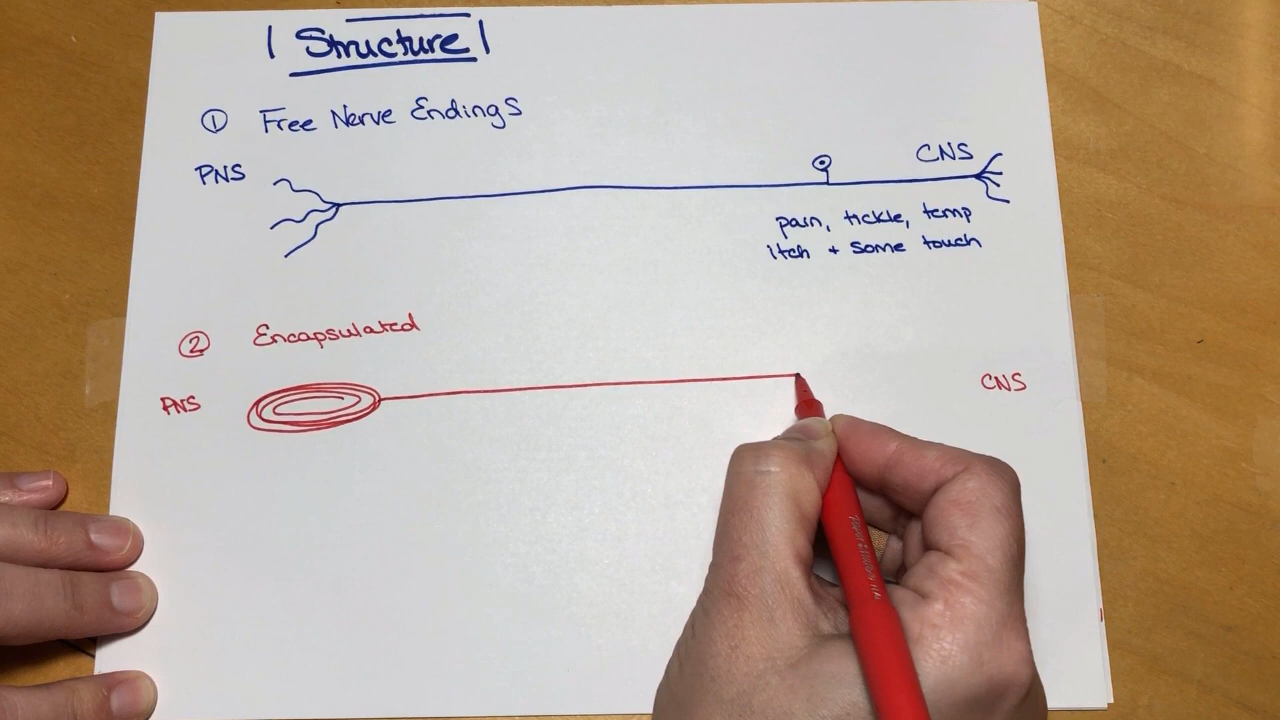 Structure
① Free Nerve Endings
PNS
CNS
pain, tickle, temp
itch + some touch
② Encapsulated
PNS
CNS